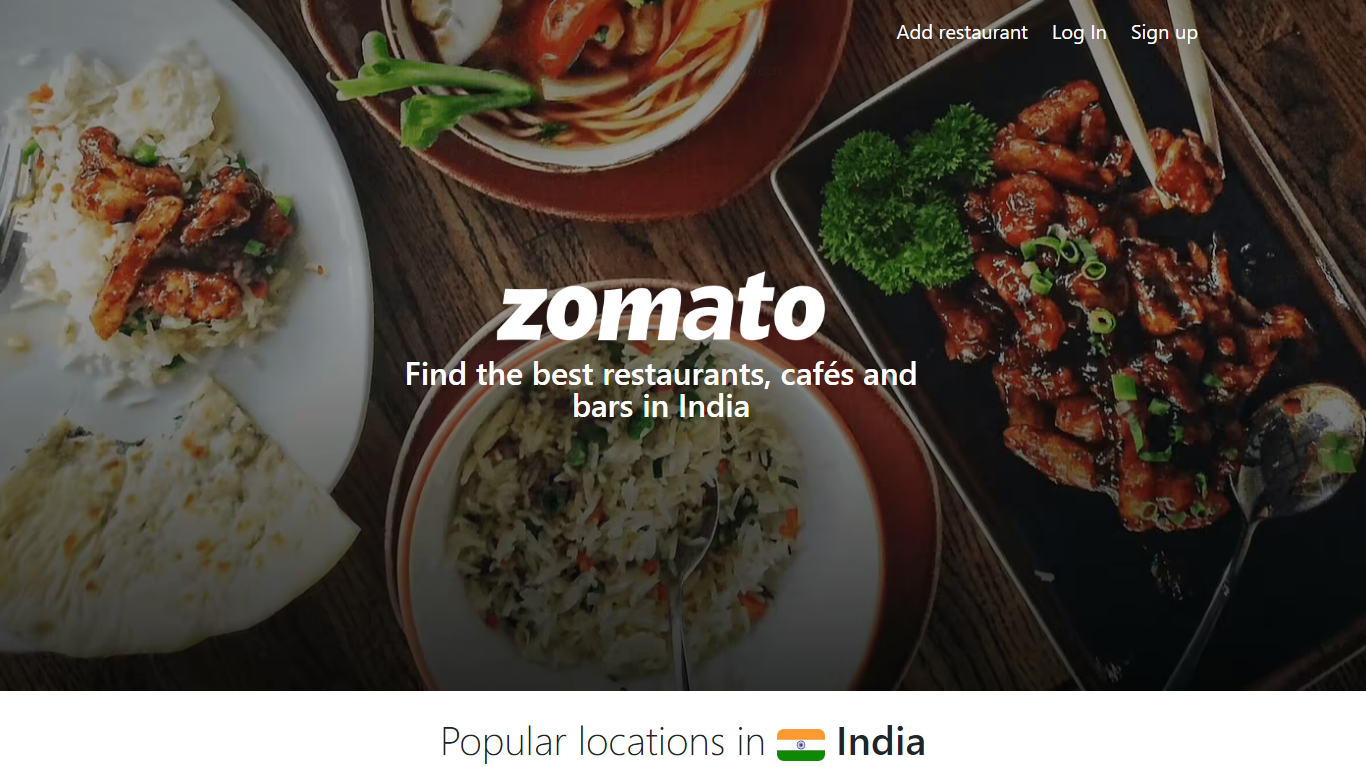 Add restaurant Log In Sign up
zomato
Find the best restaurants, cafés and
bars in India
Popular locations in India